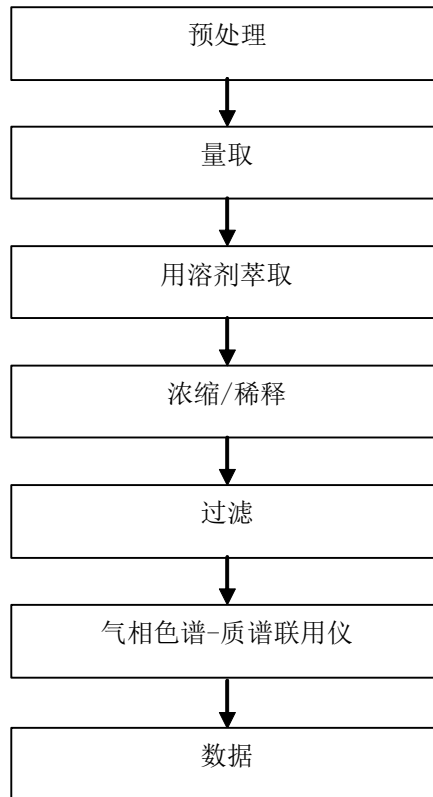 预处理
量取
用溶剂萃取
浓缩/稀释
过滤
气相色谱-质谱联用仪
数据